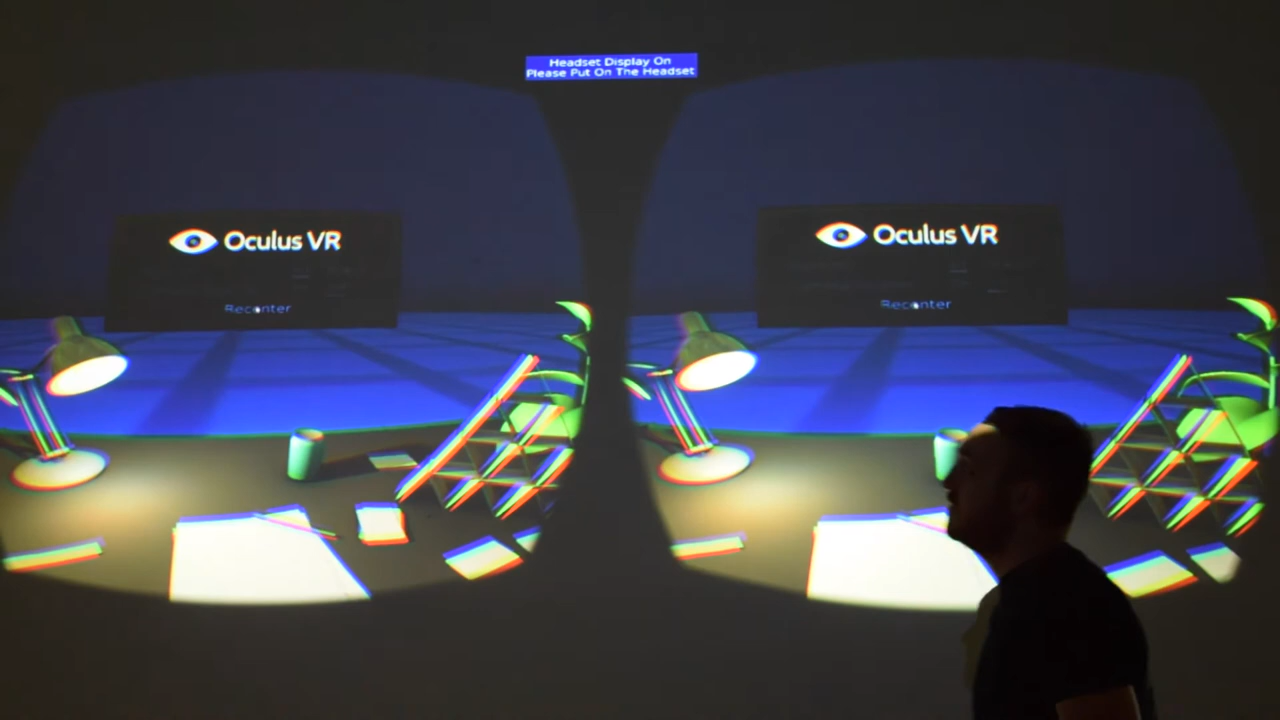 Headset Display On
Please Put On The Headset
Oculus VR
Recenter
Oculus VR
Recenter